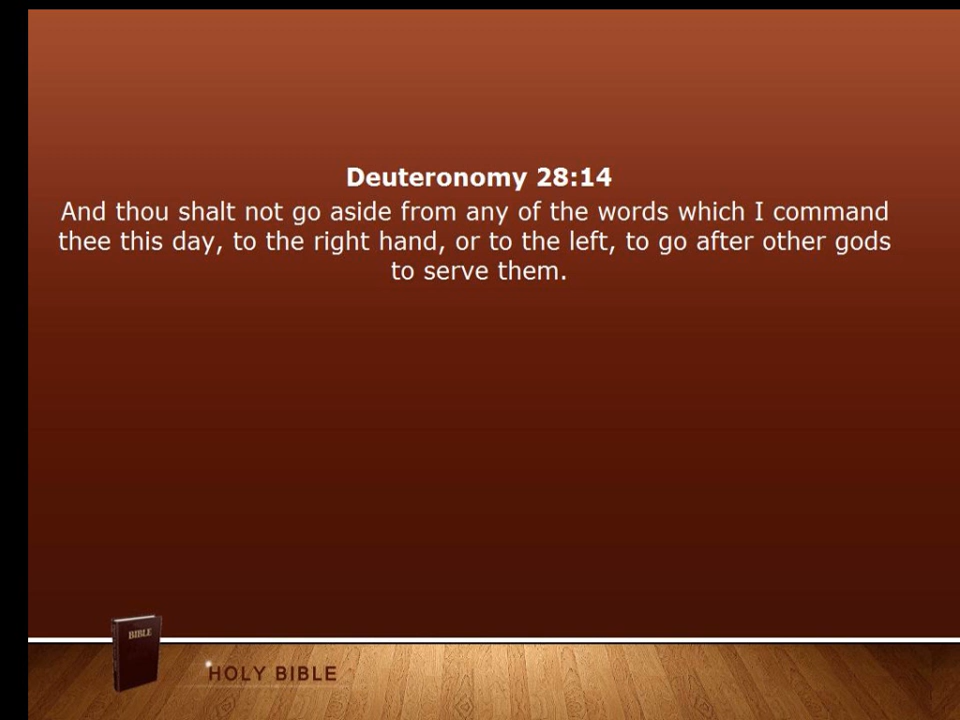 Deuteronomy 28:14
And thou shalt not go aside from any of the words which I command
thee this day, to the right hand, or to the left, to go after other gods
to serve them.
BIBLE
HOLY BIBLE